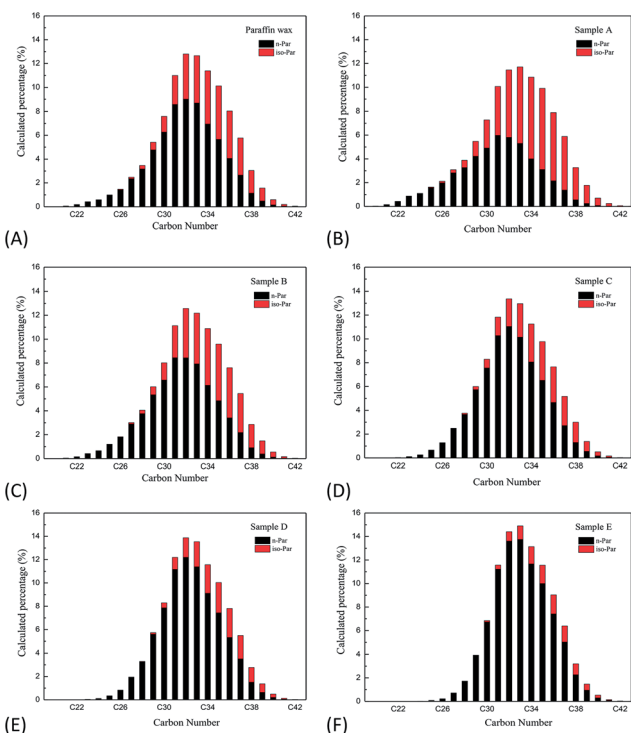 Paraffin wax
n-Par
iso-Par
Calculated percentage (%)
16
14
12
10
8
6
4
2
0
C22 C26 C30 C34 C38 C42
Carbon Number
(A)
Sample A
n-Par
iso-Par
Calculated percentage (%)
16
14
12
10
8
6
4
2
0
C22 C26 C30 C34 C38 C42
Carbon Number
(B)
Sample B
n-Par
iso-Par
Calculated percentage (%)
16
14
12
10
8
6
4
2
0
C22 C26 C30 C34 C38 C42
Carbon Number
(C)
Sample C
n-Par
iso-Par
Calculated percentage (%)
16
14
12
10
8
6
4
2
0
C22 C26 C30 C34 C38 C42
Carbon Number
(D)
Sample D
n-Par
iso-Par
Calculated percentage (%)
16
14
12
10
8
6
4
2
0
C22 C26 C30 C34 C38 C42
Carbon Number
(E)
Sample E
n-Par
iso-Par
Calculated percentage (%)
16
14
12
10
8
6
4
2
0
C22 C26 C30 C34 C38 C42
Carbon Number
(F)